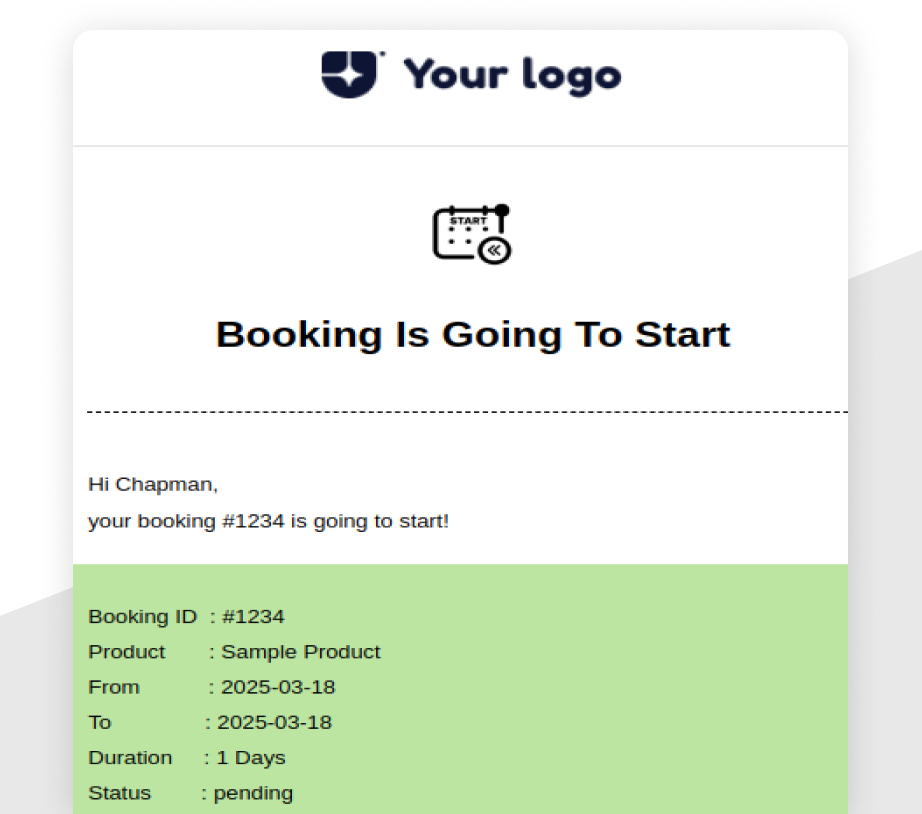 Your logo
START
Booking Is Going To Start
Hi Chapman,
your booking #1234 is going to start!
Booking ID : #1234
Product : Sample Product
From : 2025-03-18
To : 2025-03-18
Duration : 1 Days
Status : pending